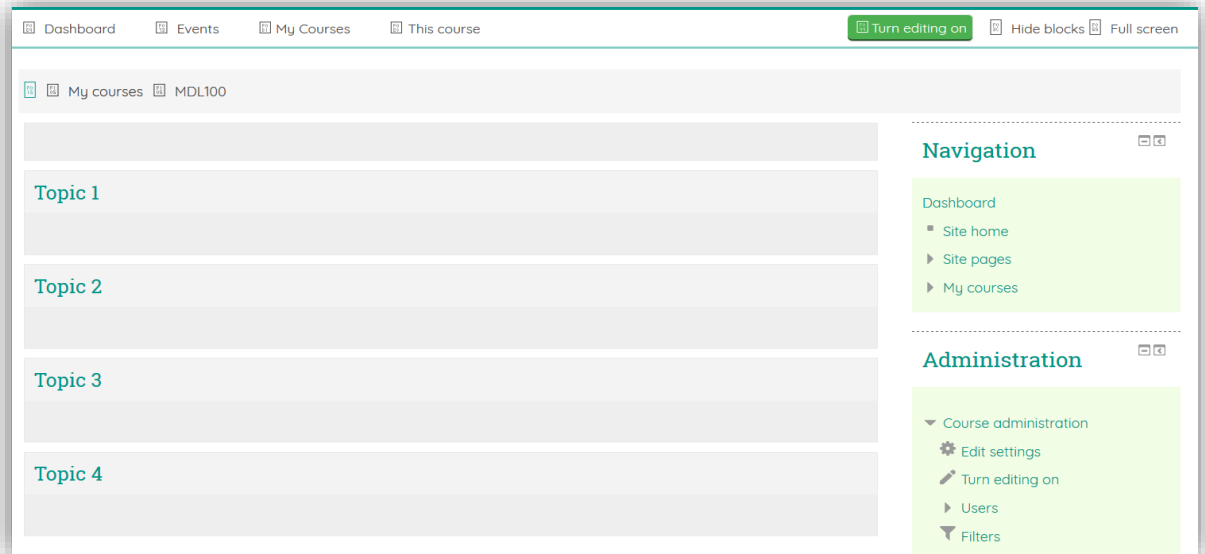 Dashboard Events My Courses This course Turn editing on Hide blocks Full screen
My courses MDL100
Topic 1
Topic 2
Topic 3
Topic 4
Navigation
Dashboard
Site home
Site pages
My courses
Administration
Course administration
Edit settings
Turn editing on
Users
Filters